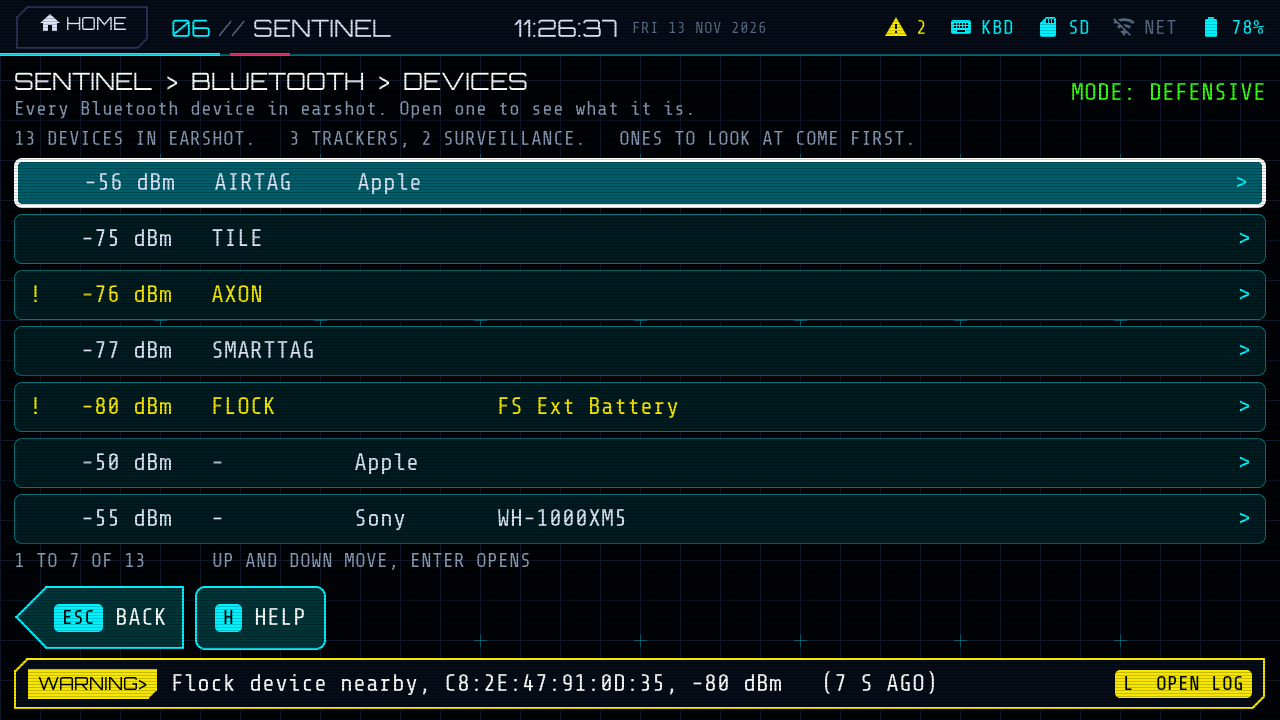 HOME 06 // SENTINEL 11:26:37 FRI 13 NOV 2026 2 KBD SD NET 78%
SENTINEL > BLUETOOTH > DEVICES
MODE: DEFENSIVE
Every Bluetooth device in earshot. Open one to see what it is.
13 DEVICES IN EARSHOT. 3 TRACKERS, 2 SURVEILLANCE. ONES TO LOOK AT COME FIRST.
-56 dBm AIRTAG Apple >
-75 dBm TILE >
! -76 dBm AXON >
-77 dBm SMARTTAG >
! -80 dBm FLOCK FS Ext Battery >
-50 dBm - Apple >
-55 dBm - Sony WH-1000XM5 >
1 TO 7 OF 13 UP AND DOWN MOVE, ENTER OPENS
ESC BACK H HELP
WARNING> Flock device nearby, C8:2E:47:91:0D:35, -80 dBm (7 S AGO) L OPEN LOG